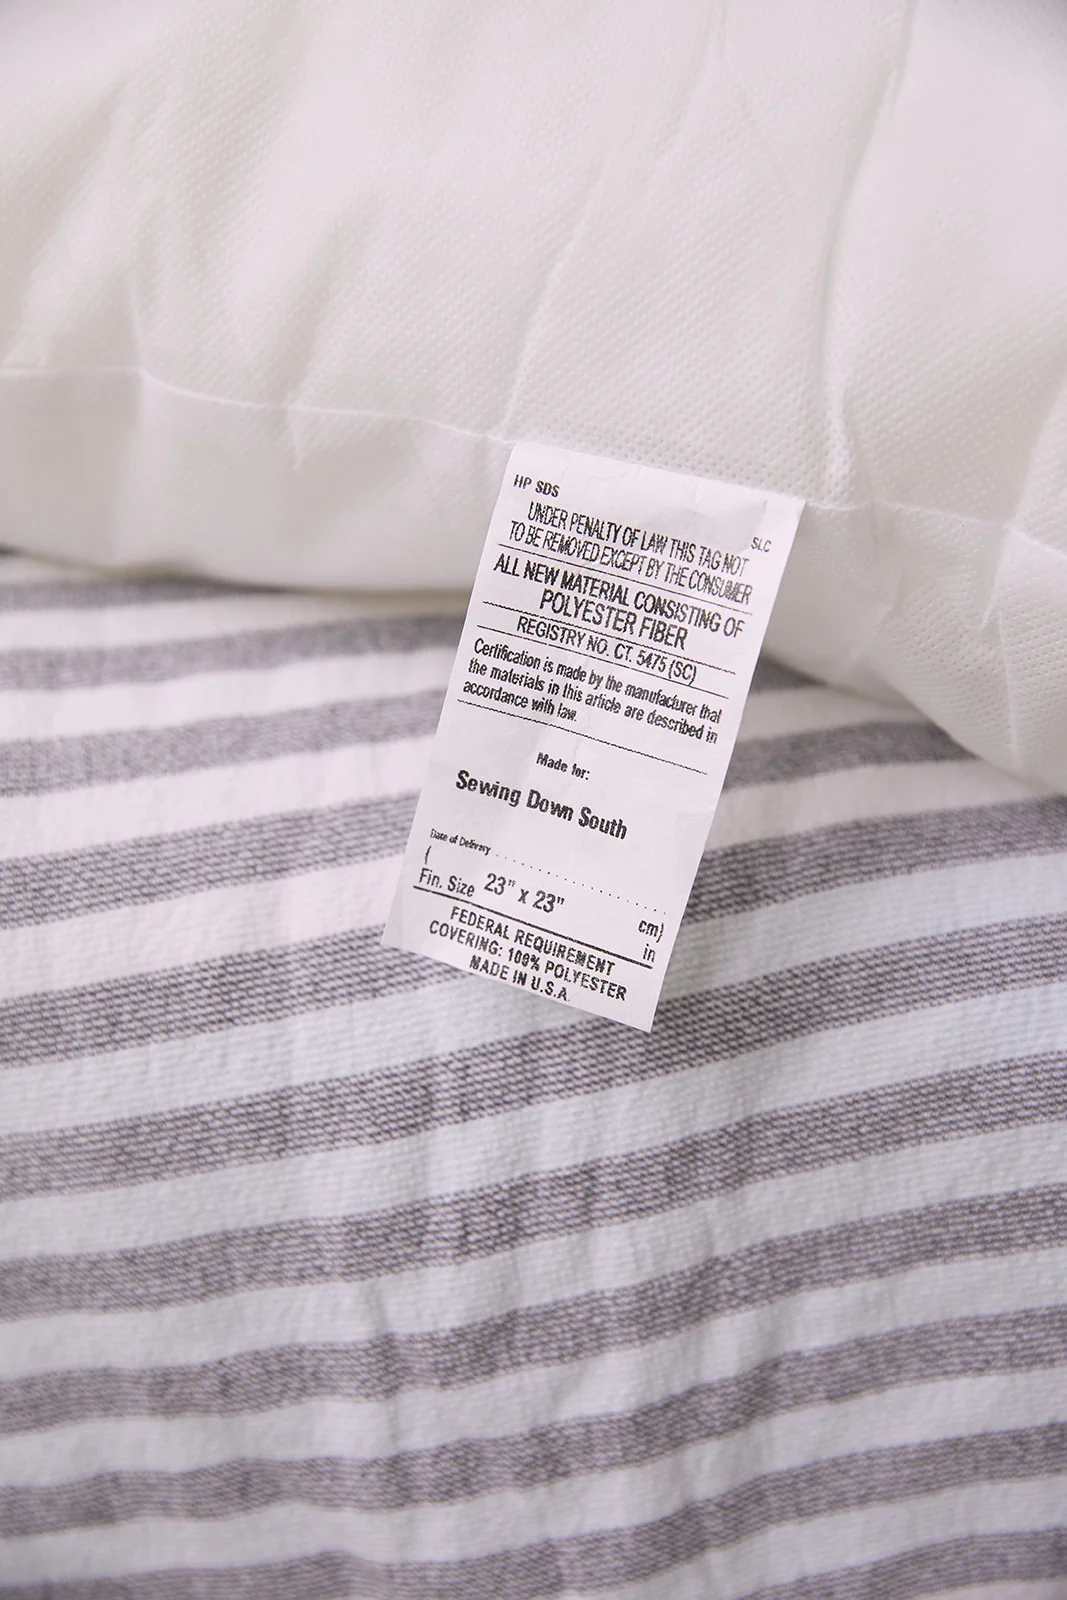 HP SDS
SLC
UNDER PENALTY OF LAW THIS TAG NOT
TO BE REMOVED EXCEPT BY THE CONSUMER
ALL NEW MATERIAL CONSISTING OF
POLYESTER FIBER
REGISTRY NO. CT. 5475 (SC)
Certification is made by the manufacturer that
the materials in this article are described in
accordance with law.
Made for:
Sewing Down South
Date of Delivery
( cm)
Fin. Size 23" x 23" in
FEDERAL REQUIREMENT
COVERING: 100% POLYESTER
MADE IN U.S.A.